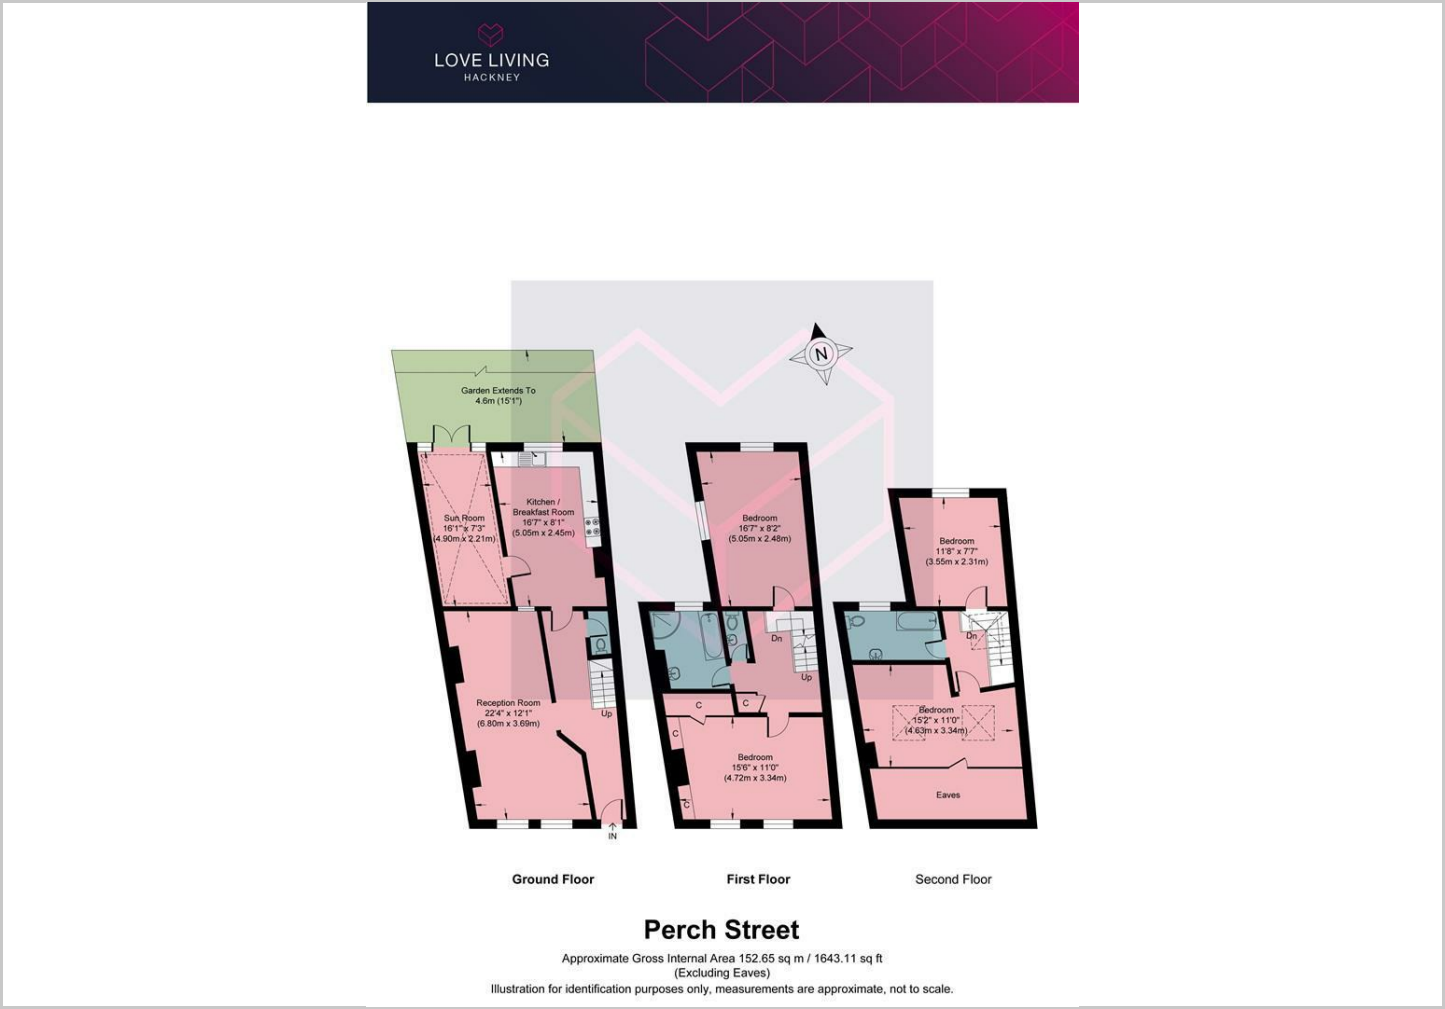 LOVE LIVING
HACKNEY
N
Garden Extends To
4.6m (15'1")
Sun Room
16'1" x 7'3"
(4.90m x 2.21m)
Kitchen /
Breakfast Room
16'7" x 8'1"
(5.05m x 2.45m)
Reception Room
22'4" x 12'1"
(6.80m x 3.69m)
Up
IN
Bedroom
16'7" x 8'2"
(5.05m x 2.48m)
Dn
Up
C
C
C
Bedroom
15'6" x 11'0"
(4.72m x 3.34m)
C
Bedroom
11'8" x 7'7"
(3.55m x 2.31m)
Dn
Bedroom
15'2" x 11'0"
(4.63m x 3.34m)
Eaves
Ground Floor
First Floor
Second Floor
Perch Street
Approximate Gross Internal Area 152.65 sq m / 1643.11 sq ft
(Excluding Eaves)
Illustration for identification purposes only, measurements are approximate, not to scale.